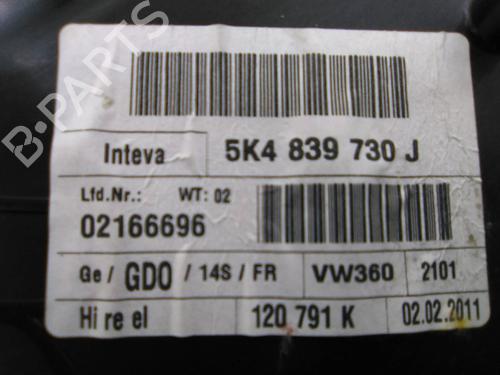 B-PARTS
Inteva 5K4 839 730 J
Lfd.Nr.: WT: 02
02166696
Ge / GDO / 14S / FR VW360 2101
Hi re el 120 791 K 02.02.2011